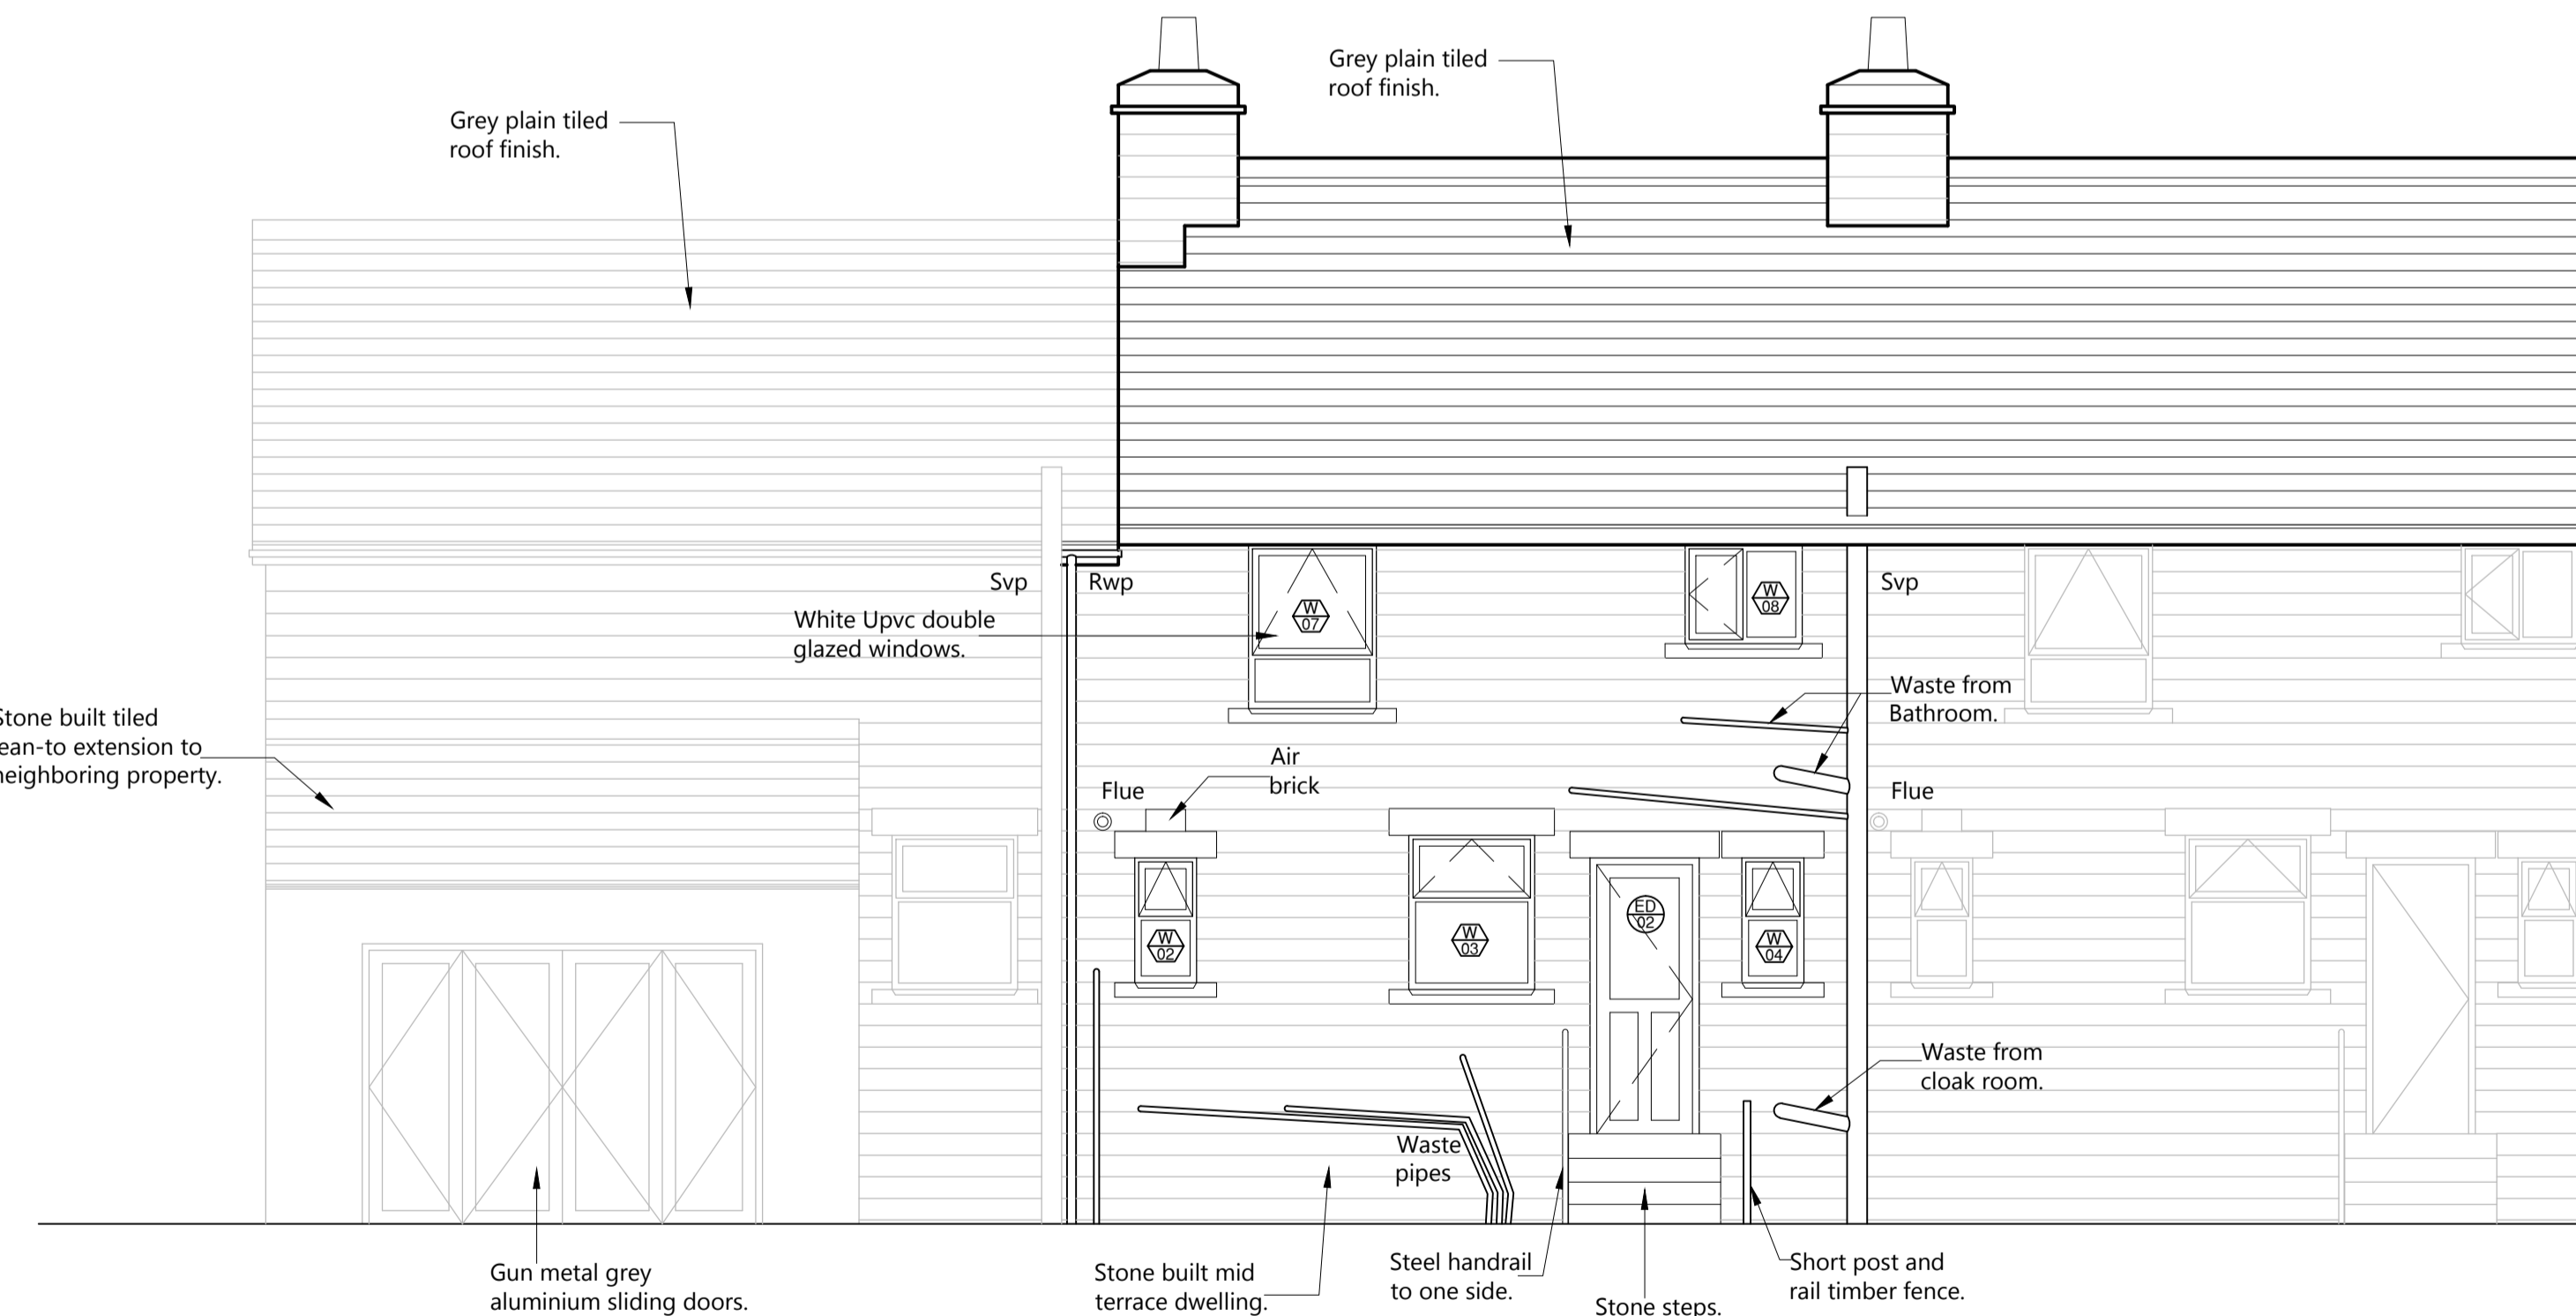 Grey plain tiled
roof finish.
Grey plain tiled
roof finish.
Svp
Rwp
Svp
White Upvc double
glazed windows.
W
07
W
08
Stone built tiled
lean-to extension to
neighboring property.
Waste from
Bathroom.
Air
brick
Flue
Flue
W
02
W
03
ED
02
W
04
Waste from
cloak room.
Waste
pipes
Gun metal grey
aluminium sliding doors.
Stone built mid
terrace dwelling.
Steel handrail
to one side.
Stone steps.
Short post and
rail timber fence.